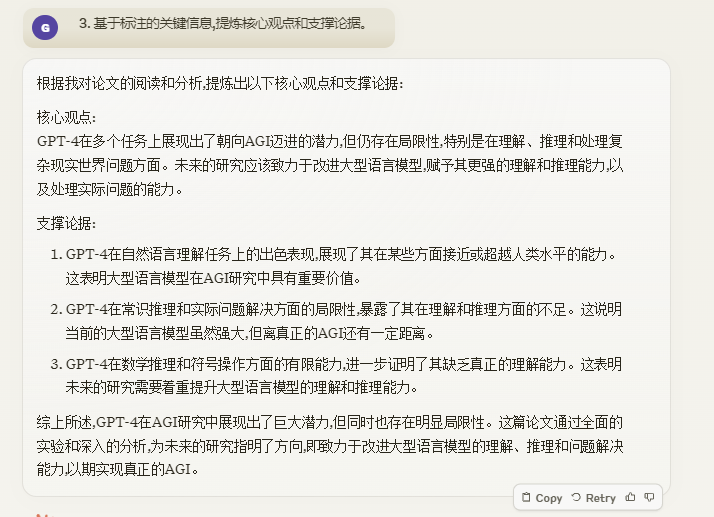 G
3. 基于标注的关键信息,提炼核心观点和支撑论据。
根据我对论文的阅读和分析,提炼出以下核心观点和支撑论据:
核心观点:
GPT-4在多个任务上展现出了朝向AGI迈进的潜力,但仍存在局限性,特别是在理解、推理和处理复
杂现实世界问题方面。未来的研究应该致力于改进大型语言模型,赋予其更强的理解和推理能力,以
及处理实际问题的能力。
支撑论据:
1. GPT-4在自然语言理解任务上的出色表现,展现了其在某些方面接近或超越人类水平的能力。
这表明大型语言模型在AGI研究中具有重要价值。
2. GPT-4在常识推理和实际问题解决方面的局限性,暴露了其在理解和推理方面的不足。这说明
当前的大型语言模型虽然强大,但离真正的AGI还有一定距离。
3. GPT-4在数学推理和符号操作方面的有限能力,进一步证明了其缺乏真正的理解能力。这表明
未来的研究需要着重提升大型语言模型的理解和推理能力。
综上所述,GPT-4在AGI研究中展现出了巨大潜力,但同时也存在明显局限性。这篇论文通过全面的
实验和深入的分析,为未来的研究指明了方向,即致力于改进大型语言模型的理解、推理和问题解决
能力,以期实现真正的AGI。
Copy Retry